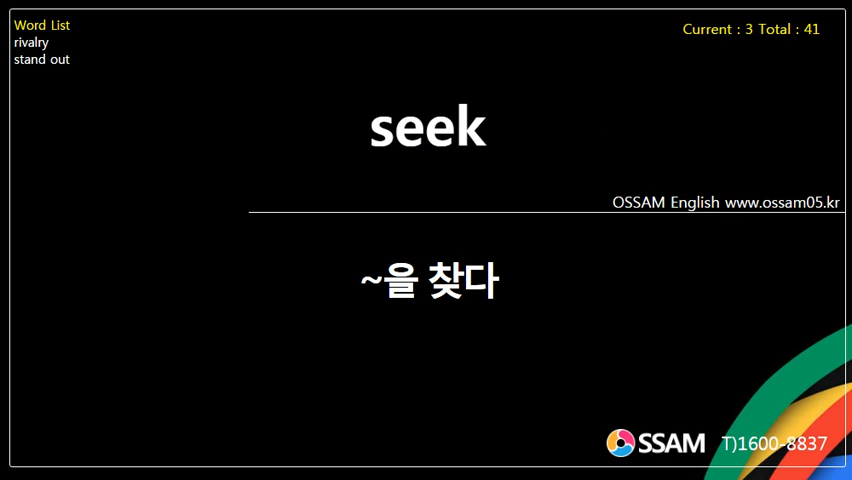 Word List
rivalry
stand out
Current : 3 Total : 41
seek
OSSAM English www.ossam05.kr
~을 찾다
OSSAM T)1600-8837